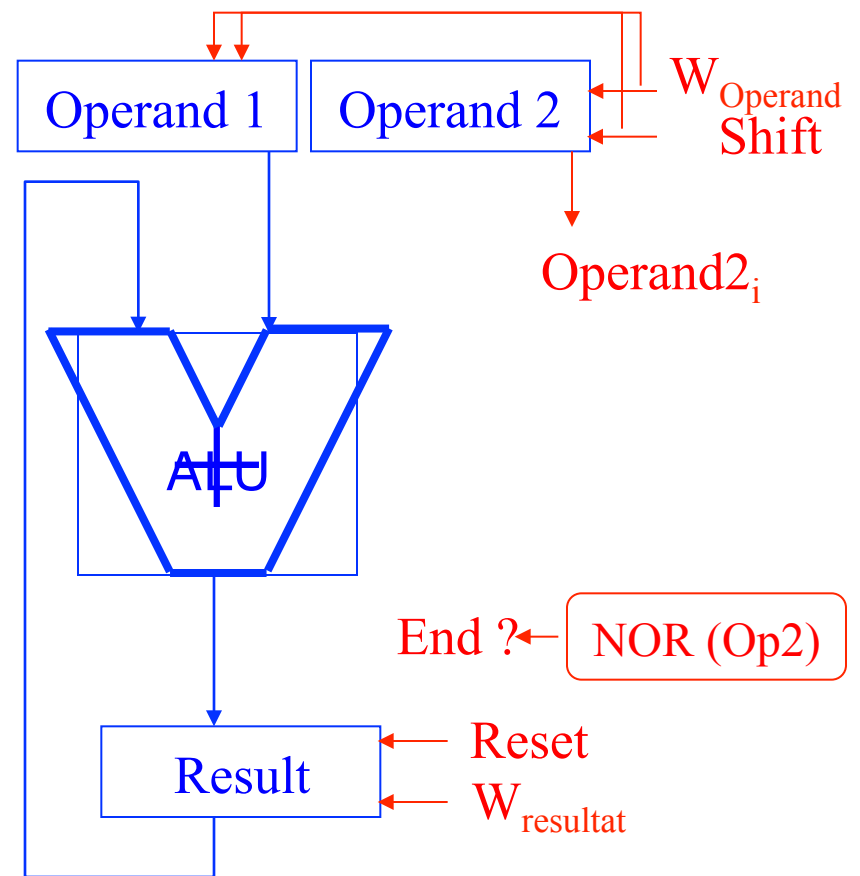 Operand 1
Operand 2
W_Operand
Shift
Operand2_i
ALU
+
End ?
NOR (Op2)
Reset
Result
W_resultat